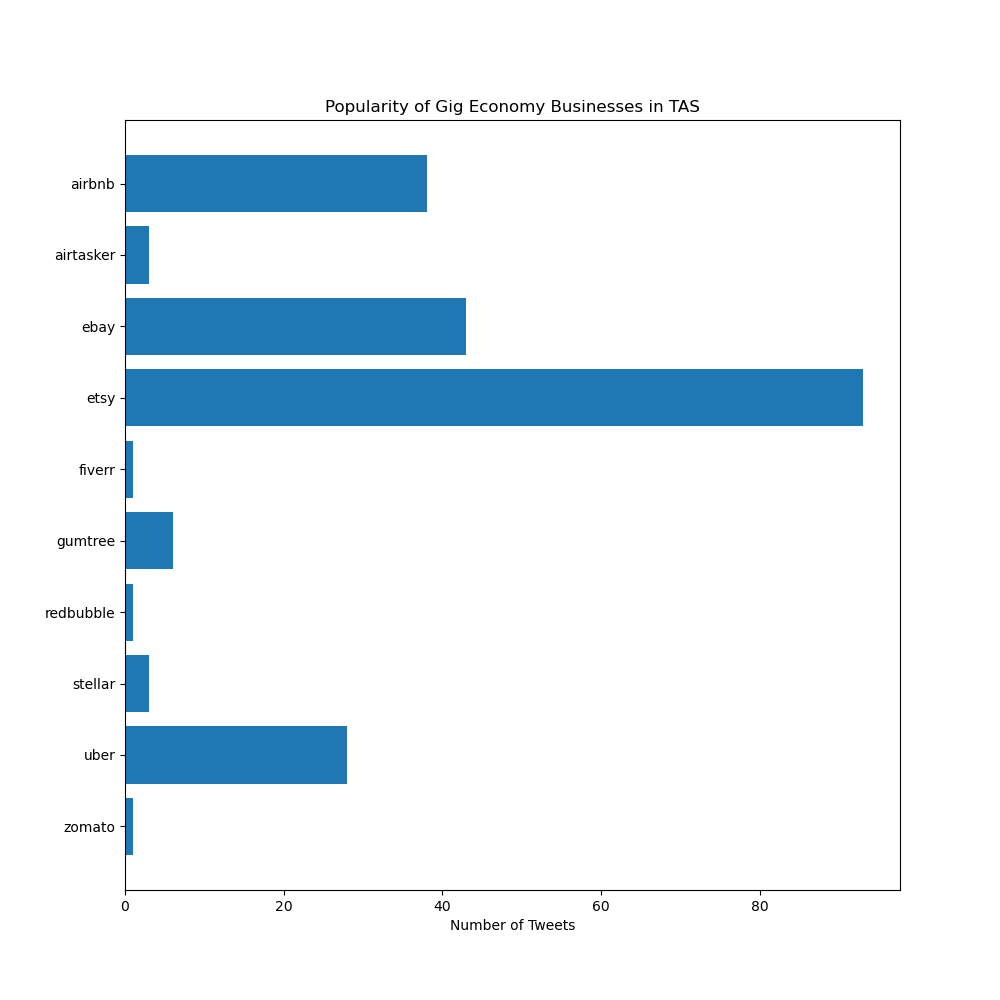 Popularity of Gig Economy Businesses in TAS
airbnb
airtasker
ebay
etsy
fiverr
gumtree
redbubble
stellar
uber
zomato
0 20 40 60 80
Number of Tweets